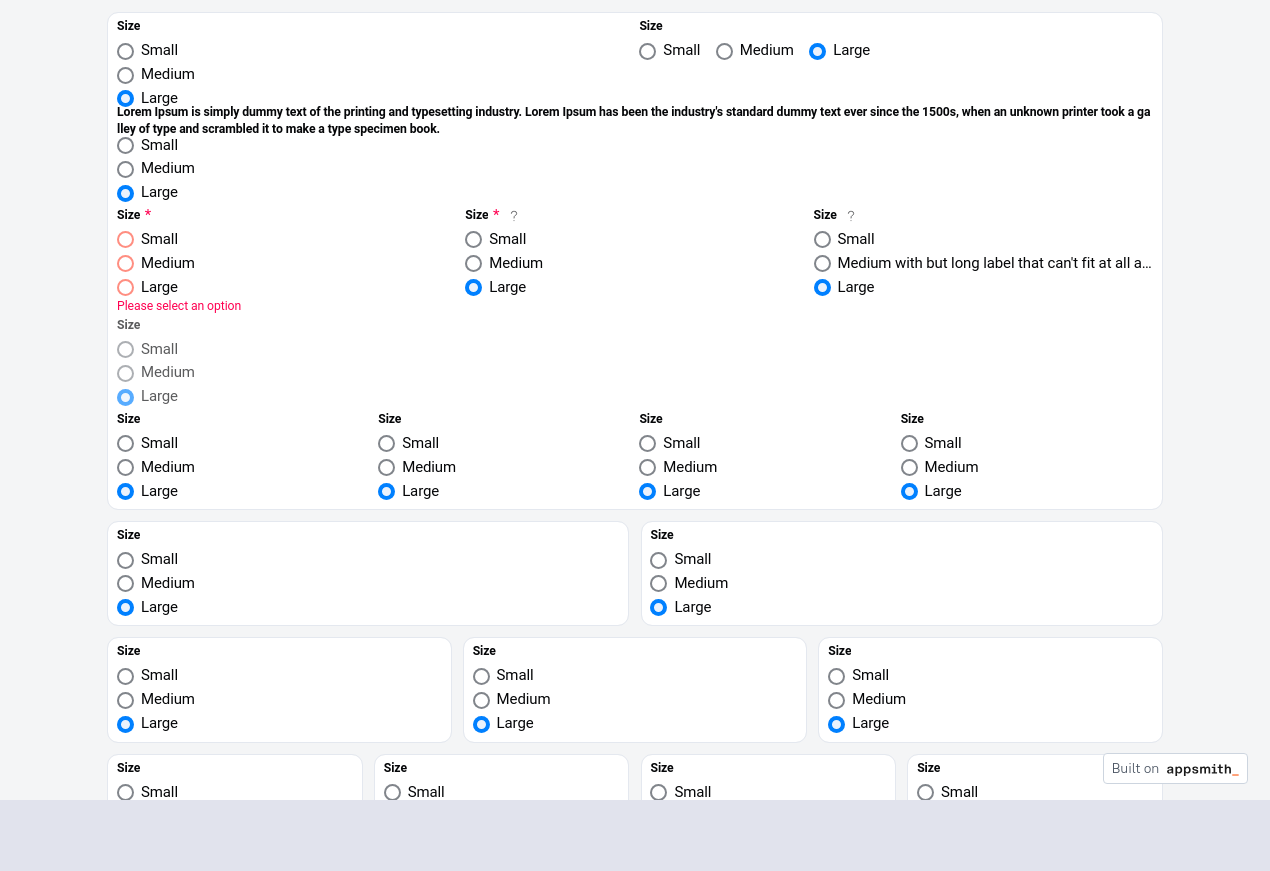 Size Size
Small Small Medium Large
Medium
Large
Lorem Ipsum is simply dummy text of the printing and typesetting industry. Lorem Ipsum has been the industry's standard dummy text ever since the 1500s, when an unknown printer took a ga
lley of type and scrambled it to make a type specimen book.
Small
Medium
Large
Size * Size * ? Size ?
Small Small Small
Medium Medium Medium with but long label that can't fit at all a...
Large Large Large
Please select an option
Size
Small
Medium
Large
Size Size Size Size
Small Small Small Small
Medium Medium Medium Medium
Large Large Large Large
Size Size
Small Small
Medium Medium
Large Large
Size Size Size
Small Small Small
Medium Medium Medium
Large Large Large
Size Size Size Size
Built on appsmith_
Small Small Small Small